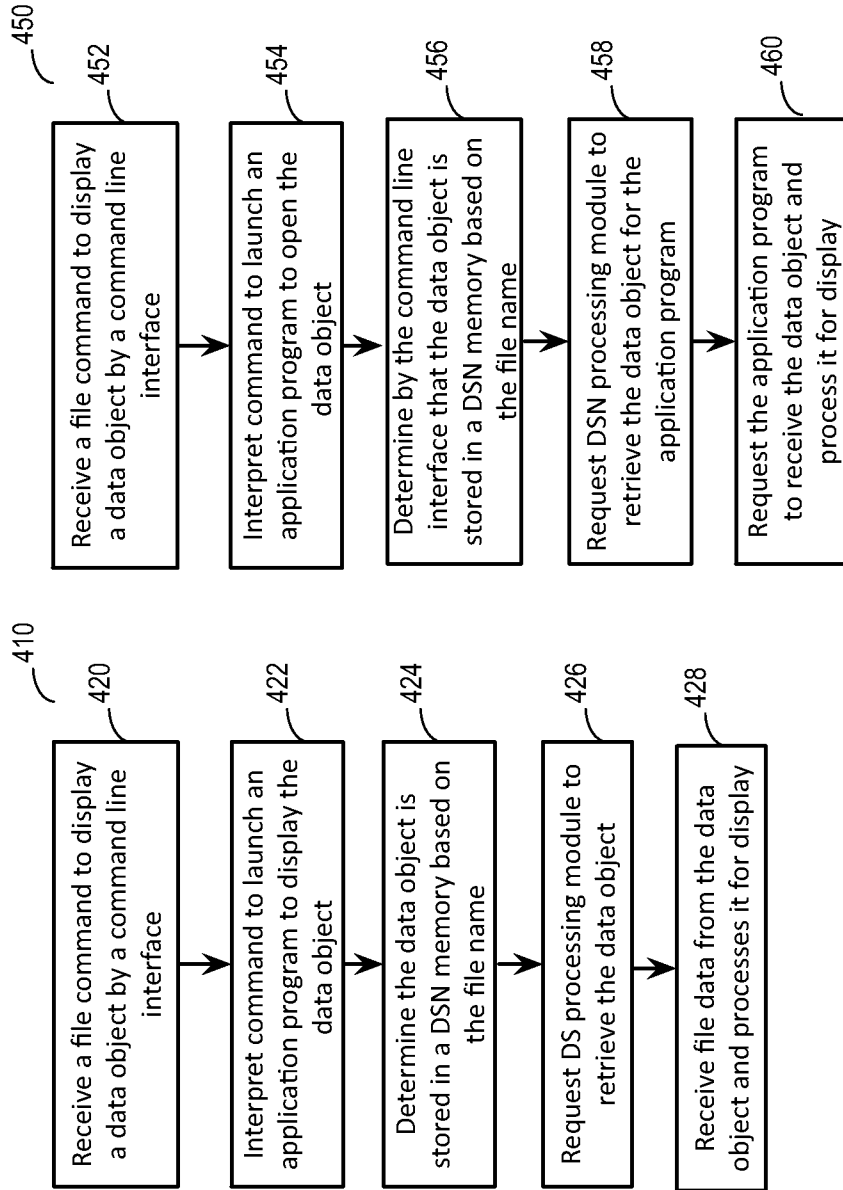 410
420
Receive a file command to display
a data object by a command line
interface
422
Interpret command to launch an
application program to display the
data object
424
Determine the data object is
stored in a DSN memory based on
the file name
426
Request DS processing module to
retrieve the data object
428
Receive file data from the data
object and processes it for display
450
452
Receive a file command to display
a data object by a command line
interface
454
Interpret command to launch an
application program to open the
data object
456
Determine by the command line
interface that the data object is
stored in a DSN memory based on
the file name
458
Request DSN processing module to
retrieve the data object for the
application program
460
Request the application program
to receive the data object and
process it for display